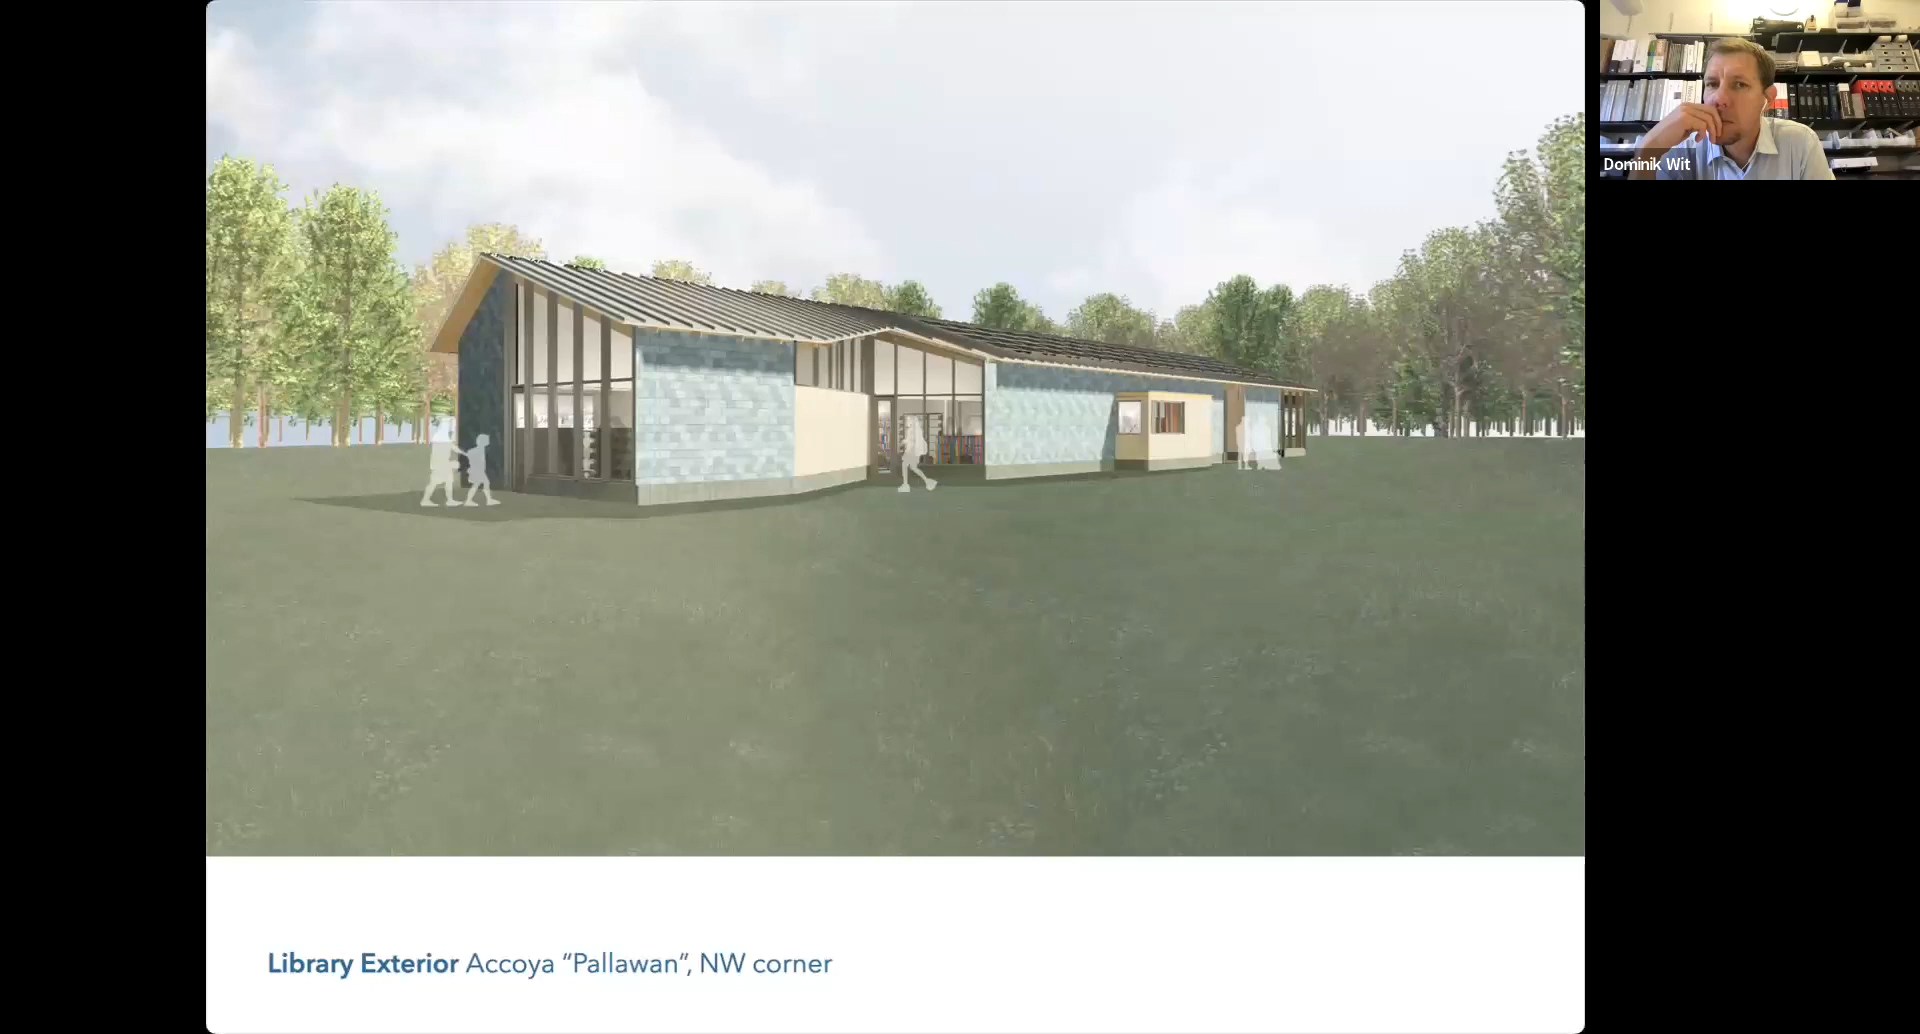 Dominik Wit
Library Exterior Accoya “Pallawan”, NW corner